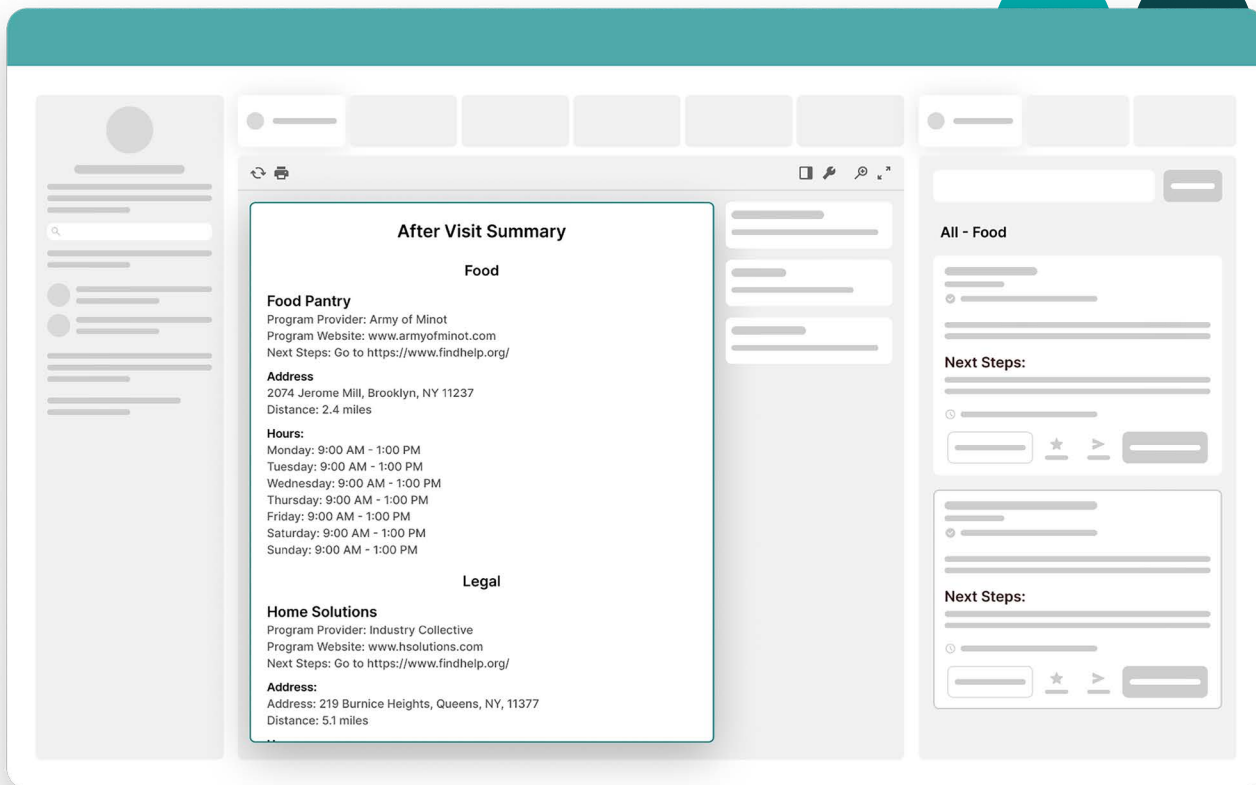 After Visit Summary
Food
Food Pantry
Program Provider: Army of Minot
Program Website: www.armyofminot.com
Next Steps: Go to https://www.findhelp.org/
Address
2074 Jerome Mill, Brooklyn, NY 11237
Distance: 2.4 miles
Hours:
Monday: 9:00 AM - 1:00 PM
Tuesday: 9:00 AM - 1:00 PM
Wednesday: 9:00 AM - 1:00 PM
Thursday: 9:00 AM - 1:00 PM
Friday: 9:00 AM - 1:00 PM
Saturday: 9:00 AM - 1:00 PM
Sunday: 9:00 AM - 1:00 PM
Legal
Home Solutions
Program Provider: Industry Collective
Program Website: www.hsolutions.com
Next Steps: Go to https://www.findhelp.org/
Address:
Address: 219 Burnice Heights, Queens, NY, 11377
Distance: 5.1 miles
All - Food
Next Steps:
Next Steps: